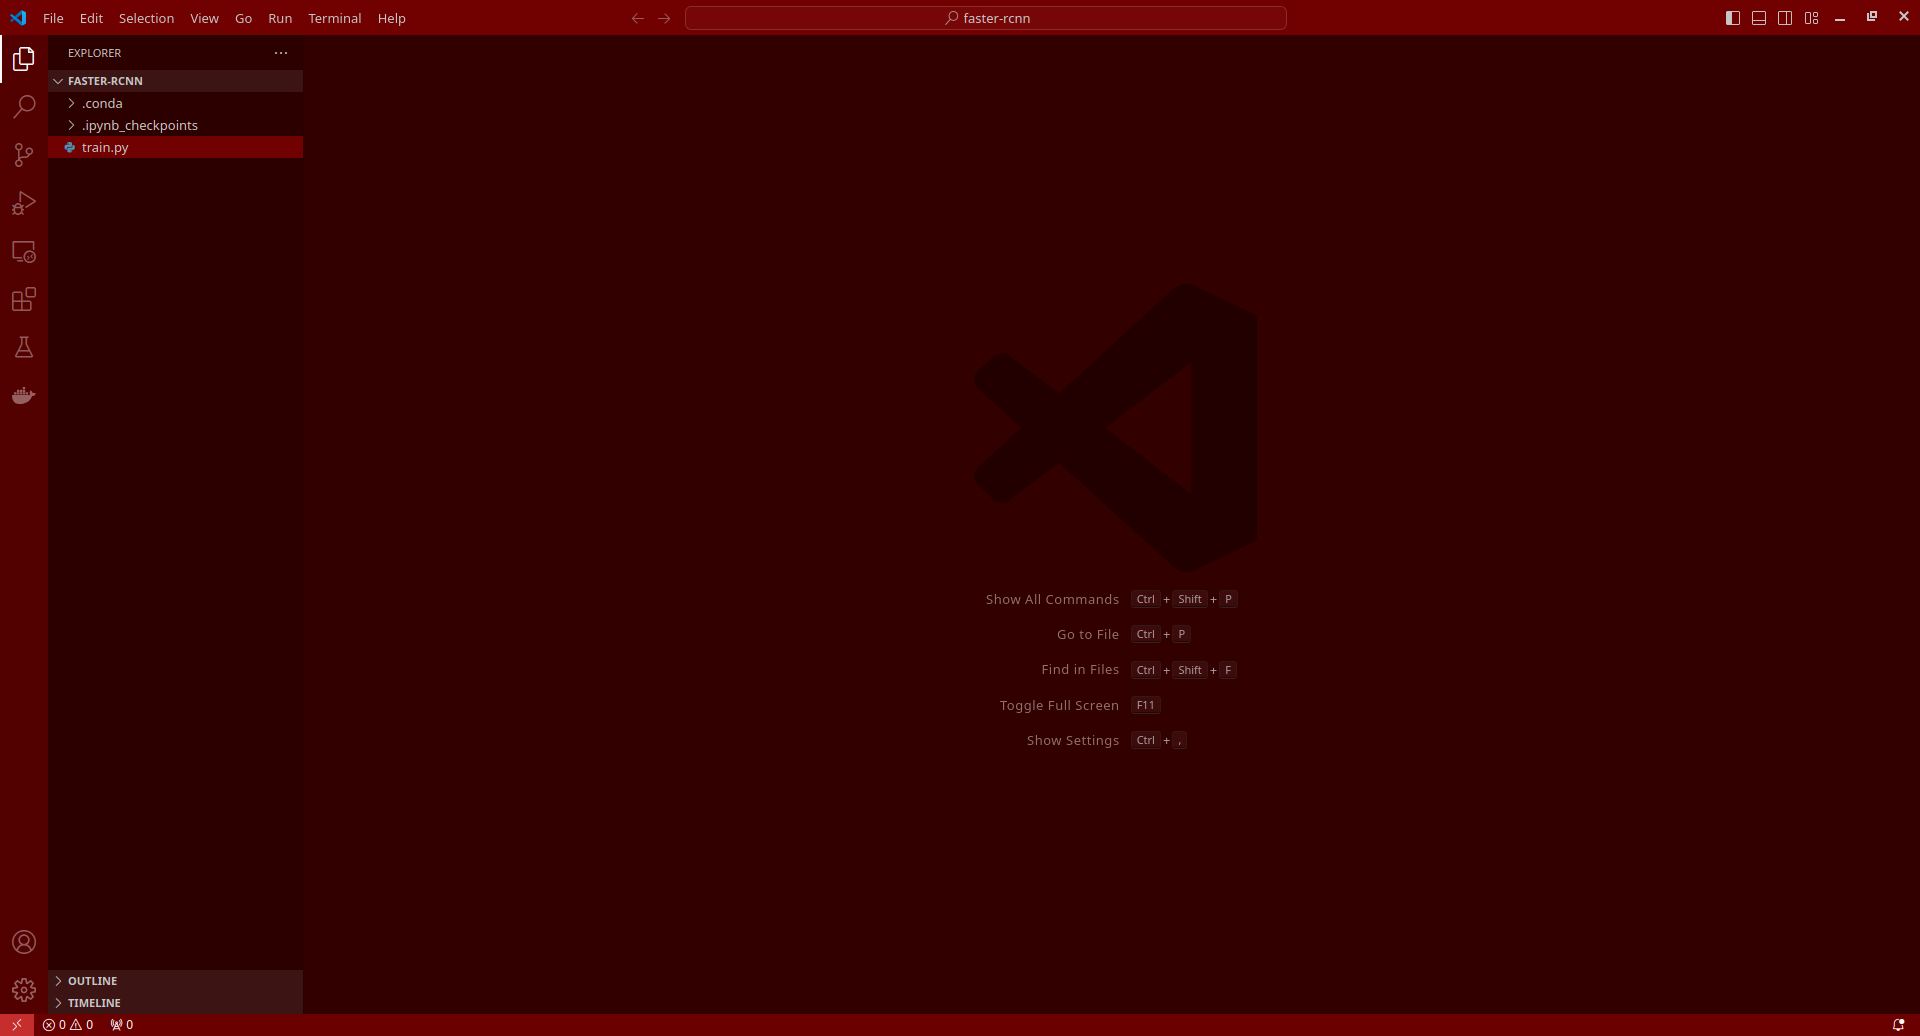 File Edit Selection View Go Run Terminal Help
faster-rcnn
EXPLORER
FASTER-RCNN
.conda
.ipynb_checkpoints
train.py
Show All Commands Ctrl + Shift + P
Go to File Ctrl + P
Find in Files Ctrl + Shift + F
Toggle Full Screen F11
Show Settings Ctrl + ,
OUTLINE
TIMELINE
0 0 0